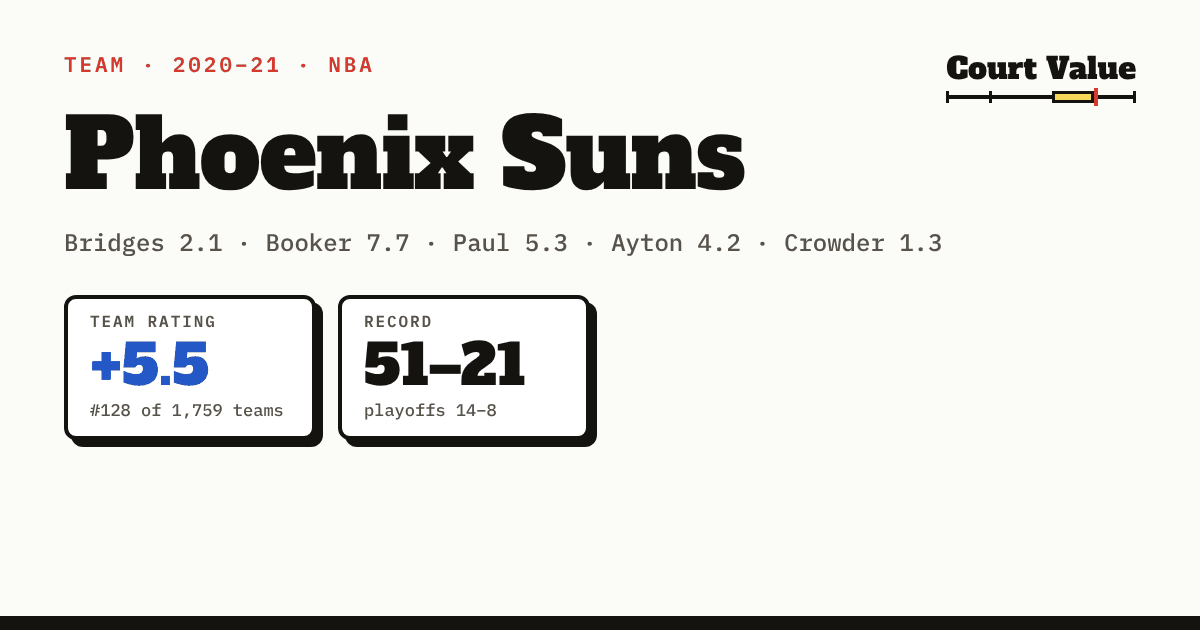 TEAM · 2020–21 · NBA
Court Value
Phoenix Suns
Bridges 2.1 · Booker 7.7 · Paul 5.3 · Ayton 4.2 · Crowder 1.3
TEAM RATING
+5.5
#128 of 1,759 teams
RECORD
51–21
playoffs 14–8